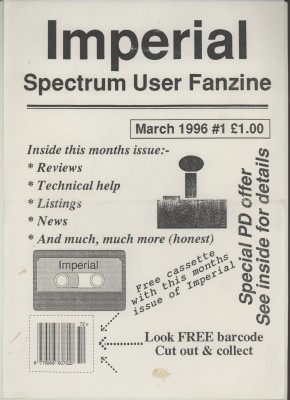 Imperial
Spectrum User Fanzine
March 1996 #1 £1.00
Inside this months issue:-
* Reviews
* Technical help
* Listings
* News
* And much, much more (honest)
Special PD offer
See inside for details
Imperial
Free cassette
with this months
issue of Imperial
Look FREE barcode
Cut out & collect